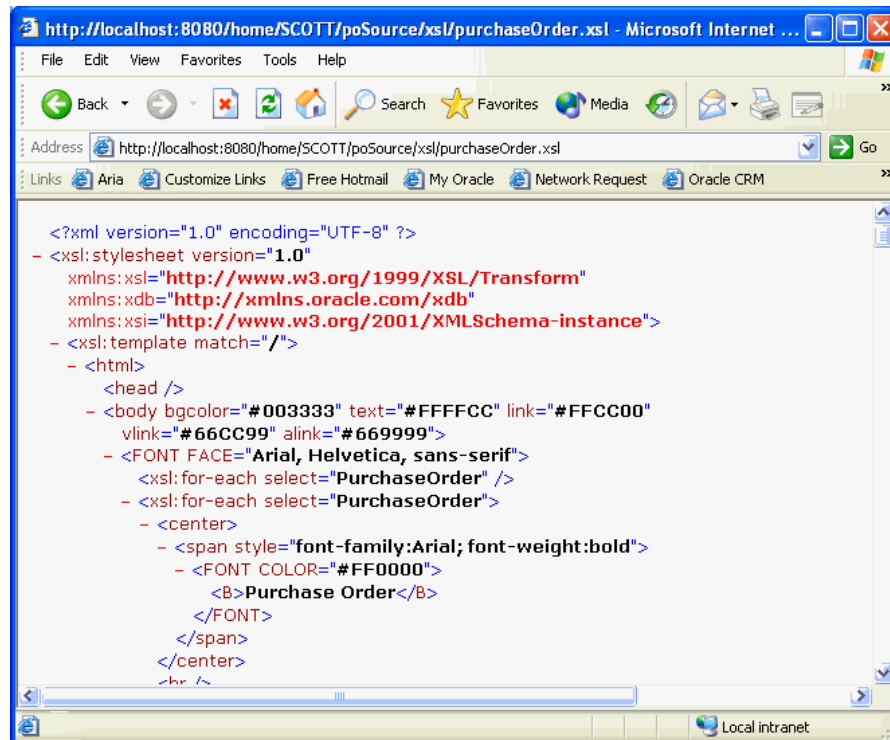 http://localhost:8080/home/SCOTT/poSource/xsl/purchaseOrder.xsl - Microsoft Internet ...
File Edit View Favorites Tools Help
Back Search Favorites Media »
Address http://localhost:8080/home/SCOTT/poSource/xsl/purchaseOrder.xsl Go
Links Aria Customize Links Free Hotmail My Oracle Network Request Oracle CRM »
<?xml version="1.0" encoding="UTF-8" ?>
- <xsl:stylesheet version="1.0"
xmlns:xsl="http://www.w3.org/1999/XSL/Transform"
xmlns:xdb="http://xmlns.oracle.com/xdb"
xmlns:xsi="http://www.w3.org/2001/XMLSchema-instance">
- <xsl:template match="/">
- <html>
<head />
- <body bgcolor="#003333" text="#FFFFCC" link="#FFCC00"
vlink="#66CC99" alink="#669999">
- <FONT FACE="Arial, Helvetica, sans-serif">
<xsl:for-each select="PurchaseOrder" />
- <xsl:for-each select="PurchaseOrder">
- <center>
- <span style="font-family:Arial; font-weight:bold">
- <FONT COLOR="#FF0000">
<B>Purchase Order</B>
</FONT>
</span>
</center>
<br />
Local intranet